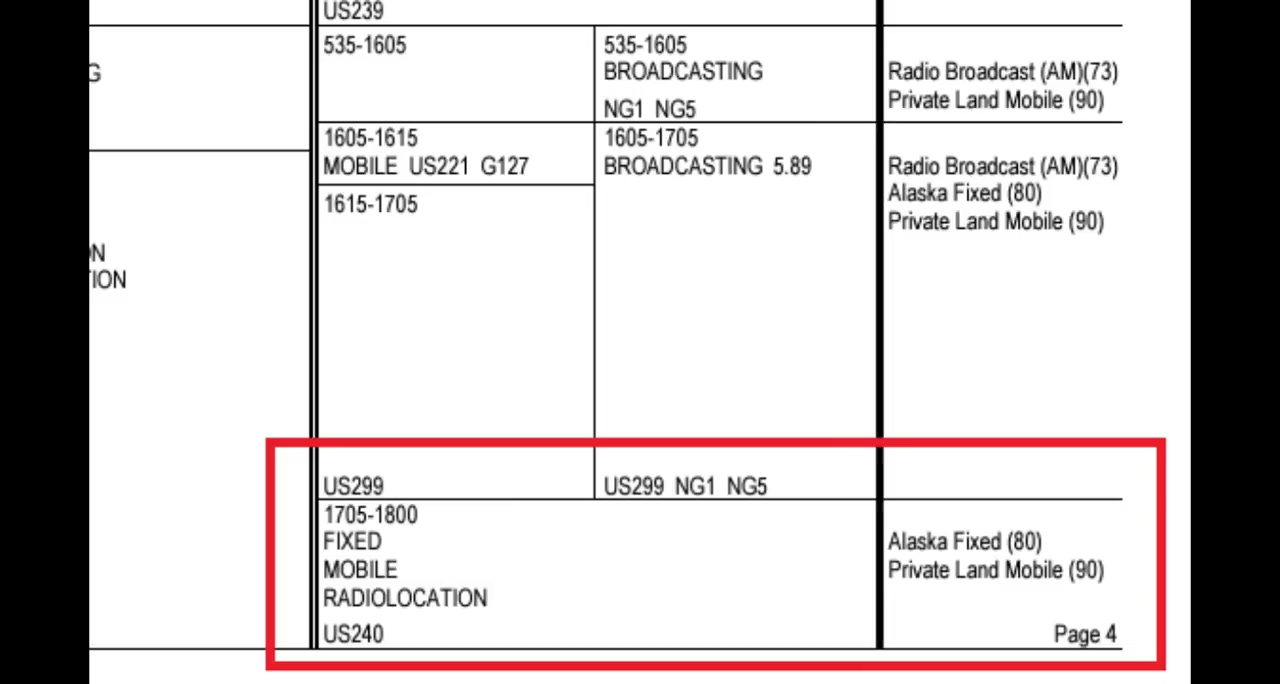 US239
535-1605
535-1605
BROADCASTING
Radio Broadcast (AM)(73)
Private Land Mobile (90)
NG1 NG5
1605-1615
MOBILE US221 G127
1605-1705
BROADCASTING 5.89
Radio Broadcast (AM)(73)
Alaska Fixed (80)
Private Land Mobile (90)
1615-1705
US299
US299 NG1 NG5
1705-1800
FIXED
MOBILE
RADIOLOCATION
US240
Alaska Fixed (80)
Private Land Mobile (90)
Page 4